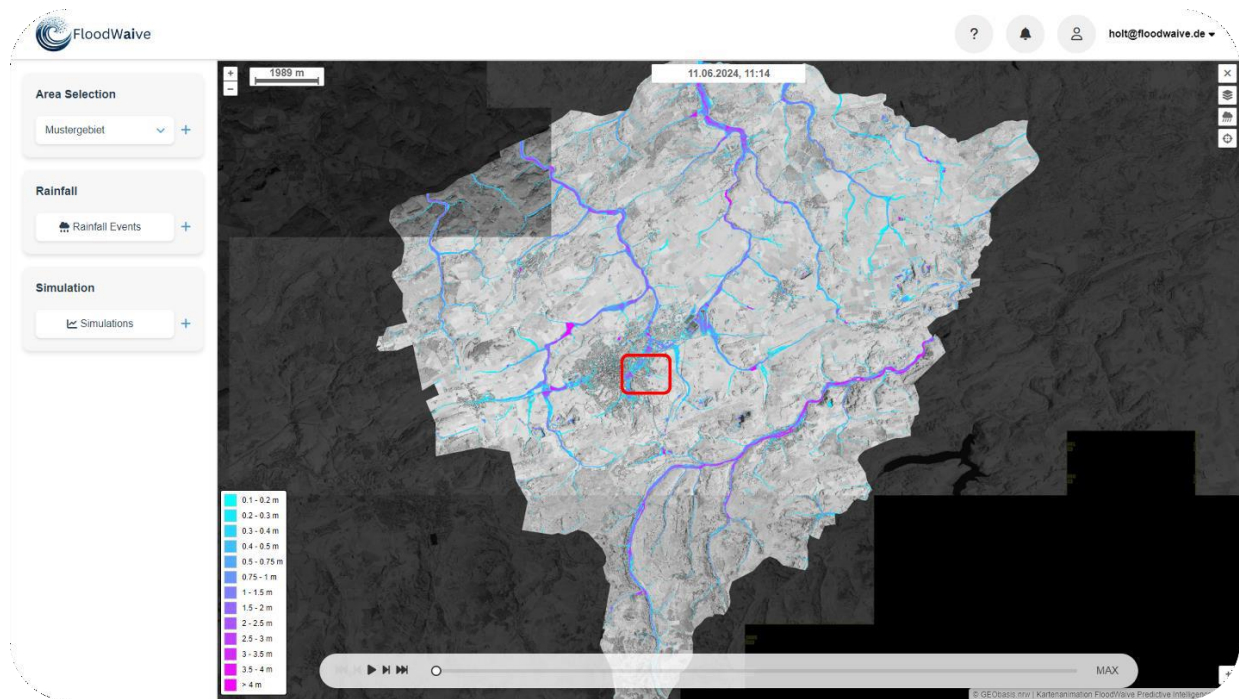 FloodWaive
?
holt@floodwaive.de
Area Selection
Mustergebiet
+
Rainfall
Rainfall Events
+
Simulation
Simulations
+
+
−
1989 m
11.06.2024, 11:14
×
0.1 - 0.2 m
0.2 - 0.3 m
0.3 - 0.4 m
0.4 - 0.5 m
0.5 - 0.75 m
0.75 - 1 m
1 - 1.5 m
1.5 - 2 m
2 - 2.5 m
2.5 - 3 m
3 - 3.5 m
3.5 - 4 m
> 4 m
MAX
© GEObasis.nrw | Kartenanimation FloodWaive Predictive Intelligence